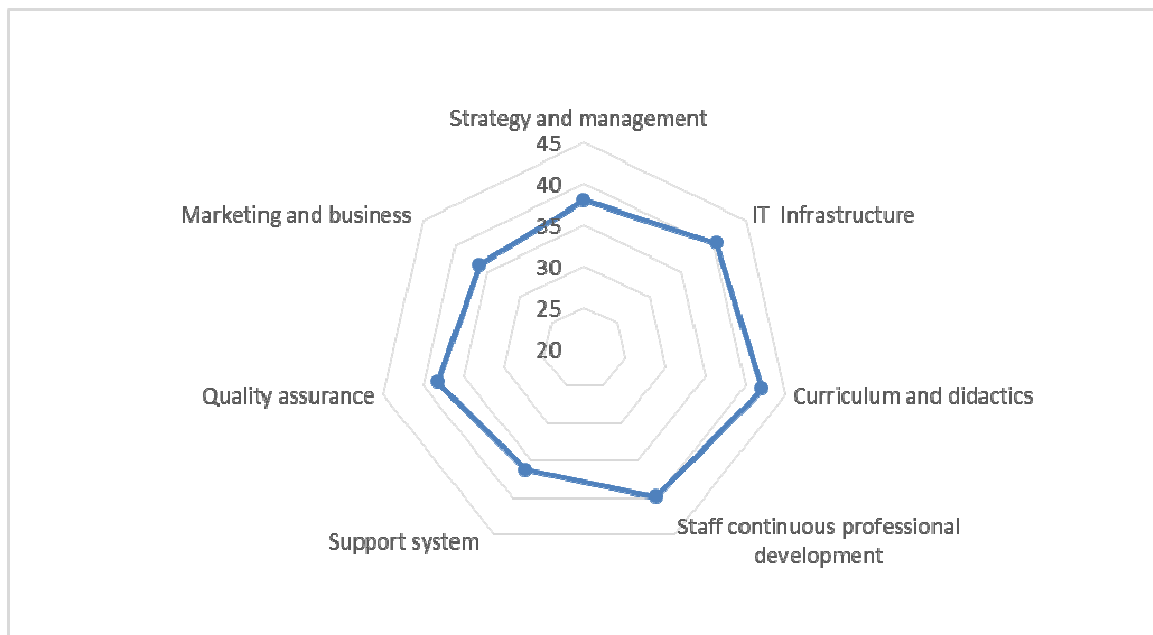 Strategy and management
45
40
35
30
25
20
IT  Infrastructure
Curriculum and didactics
Staff continuous professional
development
Support system
Quality assurance
Marketing and business